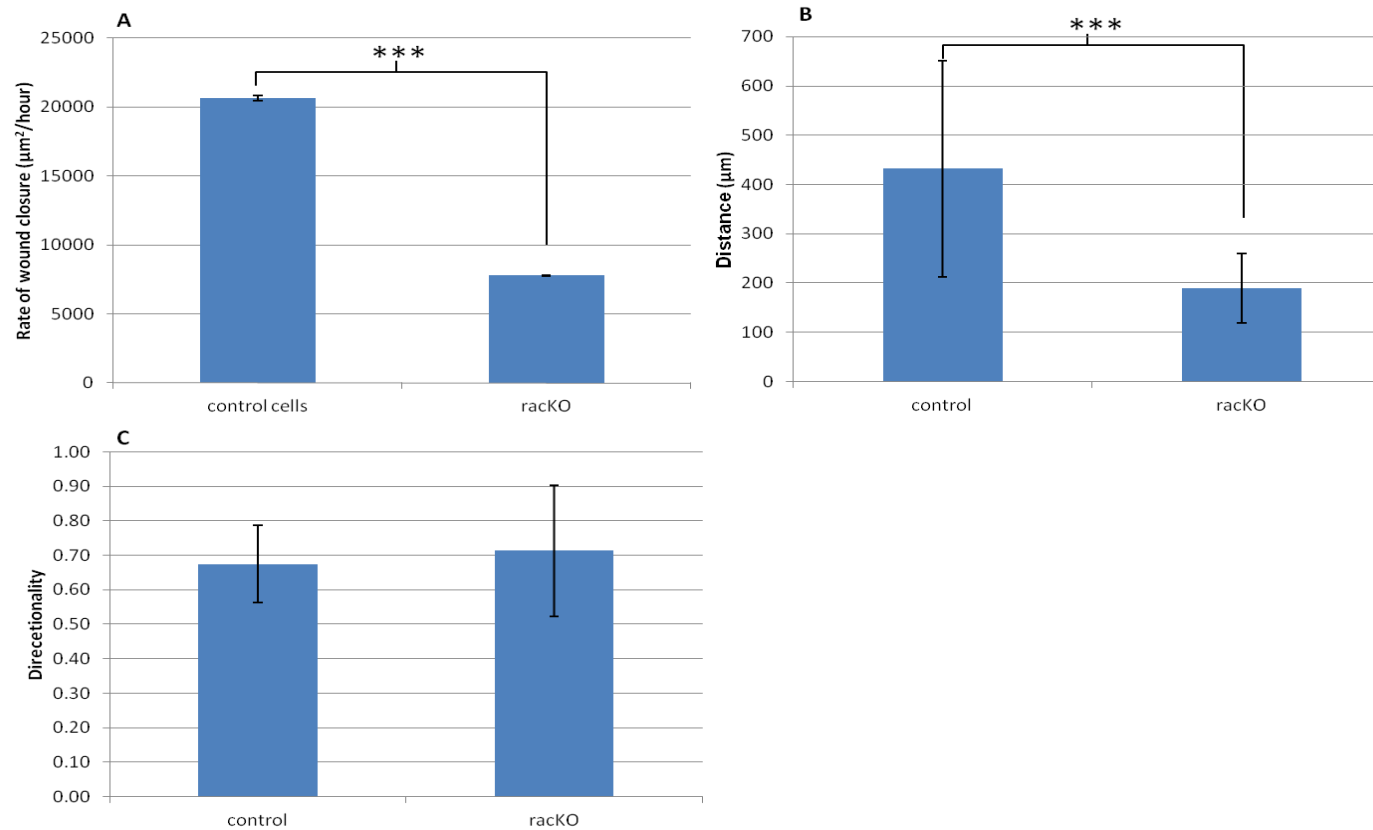 A
Rate of wound closure (µm²/hour)
25000
20000
15000
10000
5000
0
***
control cells
racKO
B
Distance (µm)
700
600
500
400
300
200
100
0
***
control
racKO
C
Direcetionality
1.00
0.90
0.80
0.70
0.60
0.50
0.40
0.30
0.20
0.10
0.00
control
racKO